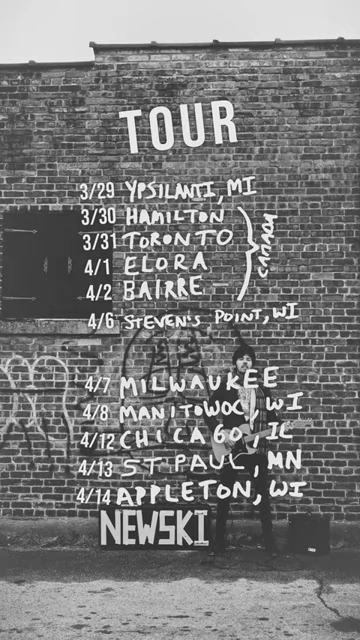 TOUR
3/29 YPSILANTI, MI
3/30 HAMILTON
3/31 TORONTO
4/1 ELORA
4/2 BAIRRE
CANADA
4/6 STEVEN'S POINT, WI
4/7 MILWAUKEE
4/8 MANITOWOC, WI
4/12 CHICAGO, IL
4/13 ST PAUL, MN
4/14 APPLETON, WI
NEWSKI